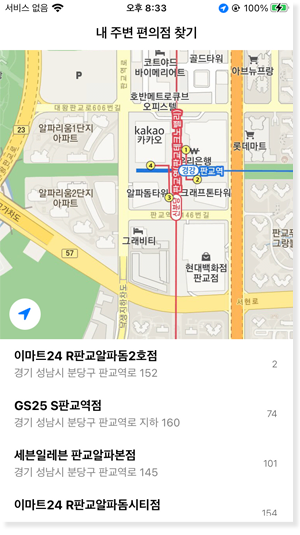 서비스 없음
오후 8:33
100%
내 주변 편의점 찾기
코트야드
바이메리어트
골드타워
아브뉴프랑
P
호반메트로큐브
오피스텔
대왕판교로606번길
23
알파리움1단지
아파트
kakao
카카오
판교역로
롯데마트
우리은행
경강 판교역
1
2
3
4
알파리움2단지
아파트
알파돔타워
크래프톤타워
신분당
판교역146번길
57
그래비티
현대백화점
판교점
서현로
이마트24 R판교알파돔2호점
경기 성남시 분당구 판교역로 152
2
GS25 S판교역점
경기 성남시 분당구 판교역로 지하 160
74
세븐일레븐 판교알파본점
경기 성남시 분당구 판교역로 145
101
이마트24 R판교알파돔시티점
154